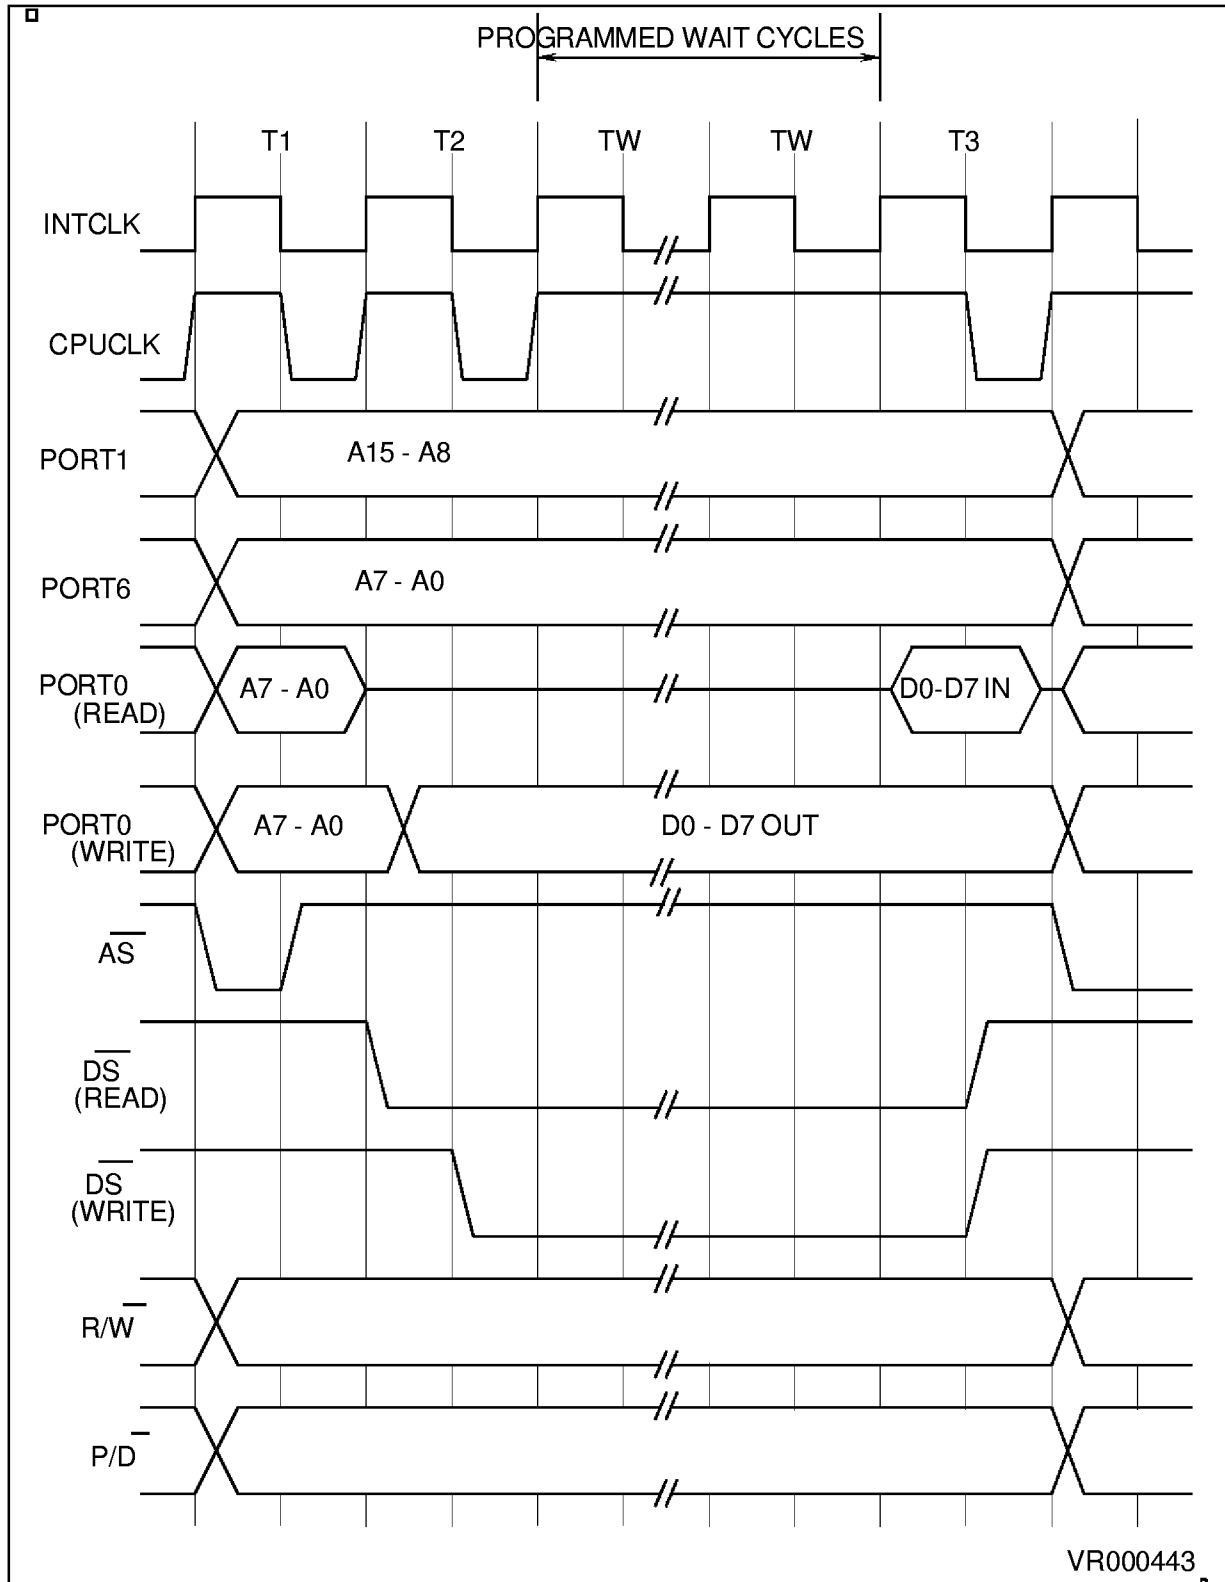 PROGRAMMED WAIT CYCLES
T1 T2 TW TW T3
INTCLK
CPUCLK
PORT1 A15 - A8
PORT6 A7 - A0
PORT0 A7 - A0 D0-D7 IN
(READ)
PORT0 A7 - A0 D0 - D7 OUT
(WRITE)
AS
DS
(READ)
DS
(WRITE)
R/W
P/D
VR000443